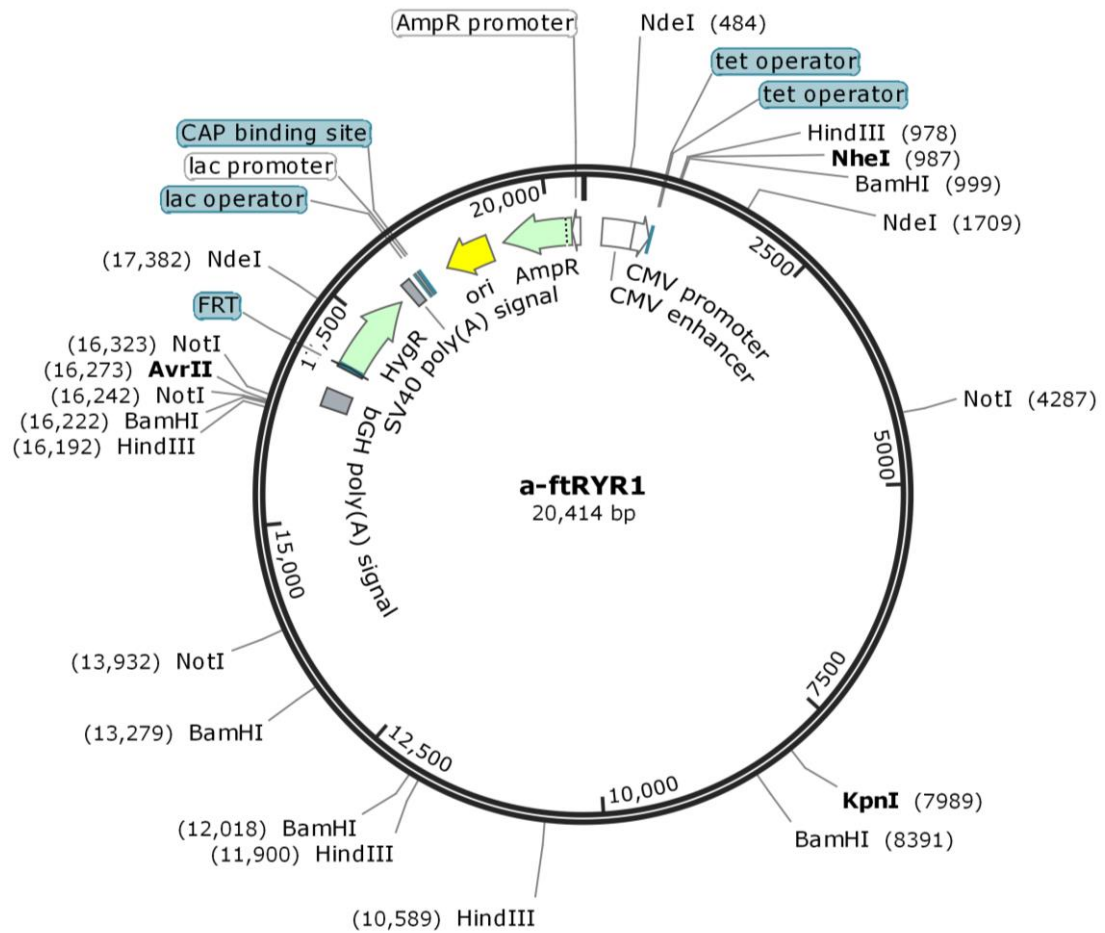 AmpR promoter
NdeI (484)
tet operator
tet operator
HindIII (978)
NheI (987)
BamHI (999)
NdeI (1709)
2500
NotI (4287)
5000
7500
KpnI (7989)
BamHI (8391)
10,000
(10,589) HindIII
(11,900) HindIII
(12,018) BamHI
12,500
(13,279) BamHI
(13,932) NotI
15,000
(16,192) HindIII
(16,222) BamHI
(16,242) NotI
(16,273) AvrII
(16,323) NotI
FRT
(17,382) NdeI
lac operator
lac promoter
CAP binding site
20,000
CMV promoter
CMV enhancer
AmpR
ori
SV40 poly(A) signal
HygR
bGH poly(A) signal
a-ftRYR1
20,414 bp